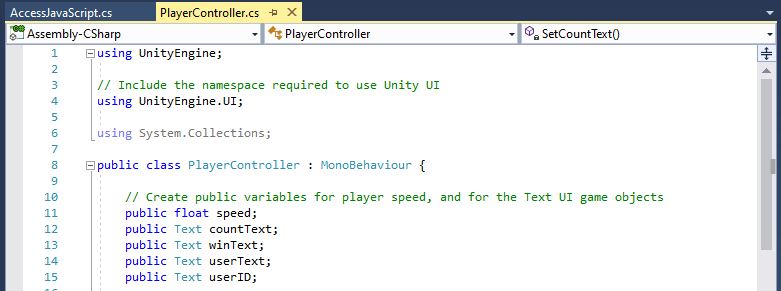 AccessJavaScript.cs PlayerController.cs
Assembly-CSharp PlayerController SetCountText()
1 using UnityEngine;
2
3 // Include the namespace required to use Unity UI
4 using UnityEngine.UI;
5
6 using System.Collections;
7
8 public class PlayerController : MonoBehaviour {
9
10 // Create public variables for player speed, and for the Text UI game objects
11 public float speed;
12 public Text countText;
13 public Text winText;
14 public Text userText;
15 public Text userID;